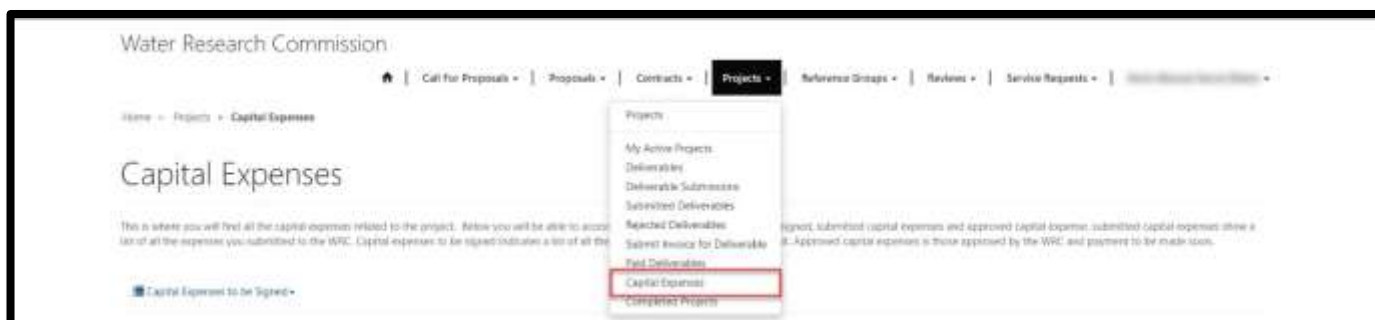 Water Research Commission
Call For Proposals | Proposals | Contracts | Projects | Reference Groups | Reviews | Service Requests |
Home Projects Capital Expenses
Projects
My Active Projects
Deliverables
Deliverable Submissions
Submitted Deliverables
Rejected Deliverables
Submit Invoice for Deliverable
Paid Deliverables
Capital Expenses
Completed Projects
Capital Expenses
This is where you will find all the capital expenses related to the project. Below you will be able to access signed, submitted capital expenses and approved capital expense. submitted capital expenses show a
list of all the expenses you submitted to the WRC. Capital expenses to be signed indicates a list of all the Approved capital expenses is those approved by the WRC and payment to be made soon.
Capital Expenses to be Signed